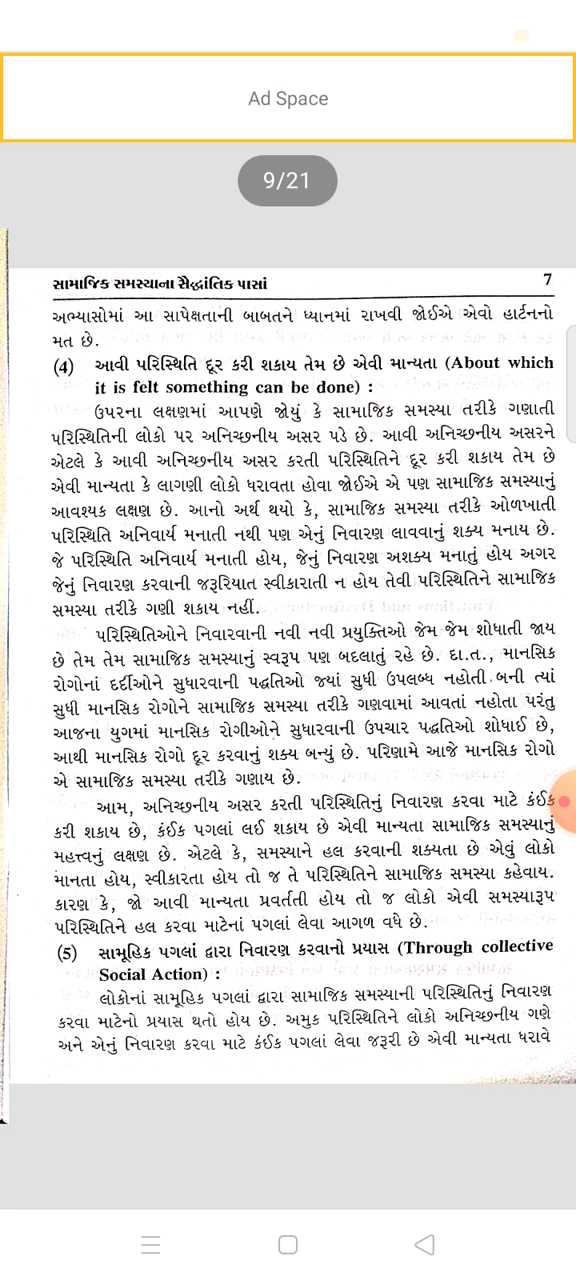 Ad Space
9/21
સામાજિક સમસ્યાના સૈદ્ધાંતિક પાસાં 7
અભ્યાસોમાં આ સાપેક્ષતાની બાબતને ધ્યાનમાં રાખવી જોઈએ એવો હાર્ટનનો
મત છે.
(4) આવી પરિસ્થિતિ દૂર કરી શકાય તેમ છે એવી માન્યતા (About which
it is felt something can be done) :
ઉપરના લક્ષણમાં આપણે જોયું કે સામાજિક સમસ્યા તરીકે ગણાતી
પરિસ્થિતિની લોકો પર અનિચ્છનીય અસર પડે છે. આવી અનિચ્છનીય અસરને
એટલે કે આવી અનિચ્છનીય અસર કરતી પરિસ્થિતિને દૂર કરી શકાય તેમ છે
એવી માન્યતા કે લાગણી લોકો ધરાવતા હોવા જોઈએ એ પણ સામાજિક સમસ્યાનું
આવશ્યક લક્ષણ છે. આનો અર્થ થયો કે, સામાજિક સમસ્યા તરીકે ઓળખાતી
પરિસ્થિતિ અનિવાર્ય મનાતી નથી પણ એનું નિવારણ લાવવાનું શક્ય મનાય છે.
જે પરિસ્થિતિ અનિવાર્ય મનાતી હોય, જેનું નિવારણ અશક્ય મનાતું હોય અગર
જેનું નિવારણ કરવાની જરૂરિયાત સ્વીકારાતી ન હોય તેવી પરિસ્થિતિને સામાજિક
સમસ્યા તરીકે ગણી શકાય નહીં.
પરિસ્થિતિઓને નિવારવાની નવી નવી પ્રયુક્તિઓ જેમ જેમ શોધાતી જાય
છે તેમ તેમ સામાજિક સમસ્યાનું સ્વરૂપ પણ બદલાતું રહે છે. દા.ત., માનસિક
રોગોનાં દર્દીઓને સુધારવાની પદ્ધતિઓ જ્યાં સુધી ઉપલબ્ધ નહોતી બની ત્યાં
સુધી માનસિક રોગોને સામાજિક સમસ્યા તરીકે ગણવામાં આવતાં નહોતા પરંતુ
આજના યુગમાં માનસિક રોગીઓને સુધારવાની ઉપચાર પદ્ધતિઓ શોધાઈ છે,
આથી માનસિક રોગો દૂર કરવાનું શક્ય બન્યું છે. પરિણામે આજે માનસિક રોગો
એ સામાજિક સમસ્યા તરીકે ગણાય છે.
આમ, અનિચ્છનીય અસર કરતી પરિસ્થિતિનું નિવારણ કરવા માટે કંઈક
કરી શકાય છે, કંઈક પગલાં લઈ શકાય છે એવી માન્યતા સામાજિક સમસ્યાનું
મહત્ત્વનું લક્ષણ છે. એટલે કે, સમસ્યાને હલ કરવાની શક્યતા છે એવું લોકો
માનતા હોય, સ્વીકારતા હોય તો જ તે પરિસ્થિતિને સામાજિક સમસ્યા કહેવાય.
કારણ કે, જો આવી માન્યતા પ્રવર્તતી હોય તો જ લોકો એવી સમસ્યારૂપ
પરિસ્થિતિને હલ કરવા માટેનાં પગલાં લેવા આગળ વધે છે.
(5) સામૂહિક પગલાં દ્વારા નિવારણ કરવાનો પ્રયાસ (Through collective
Social Action) :
લોકોનાં સામૂહિક પગલાં દ્વારા સામાજિક સમસ્યાની પરિસ્થિતિનું નિવારણ
કરવા માટેનો પ્રયાસ થતો હોય છે. અમુક પરિસ્થિતિને લોકો અનિચ્છનીય ગણે
અને એનું નિવારણ કરવા માટે કંઈક પગલાં લેવા જરૂરી છે એવી માન્યતા ધરાવે